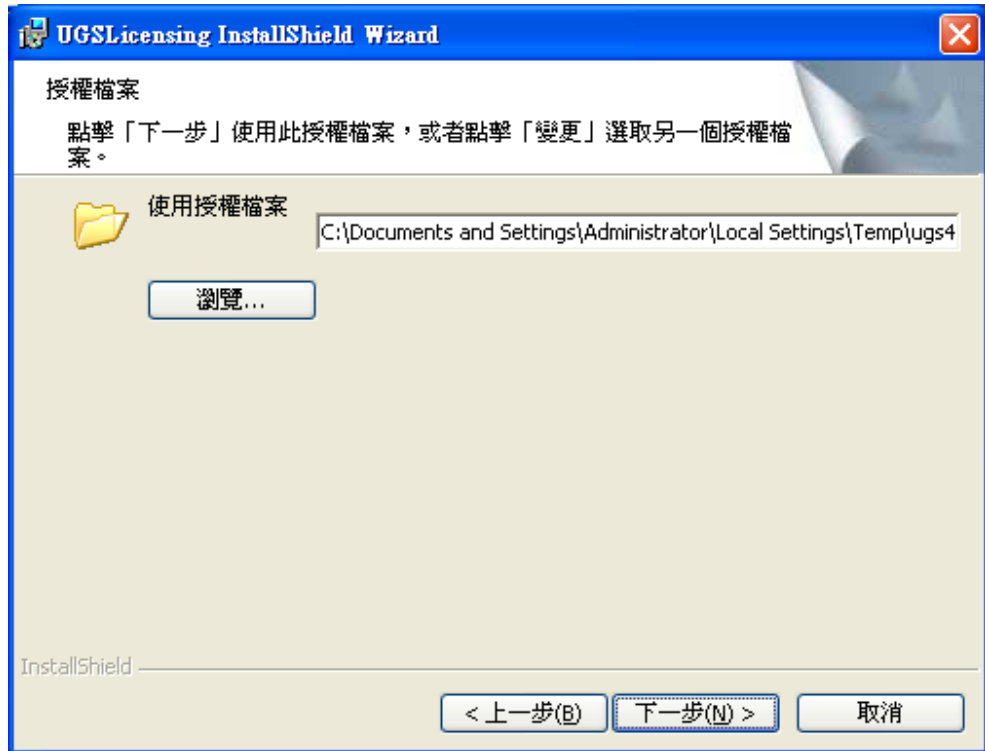 UGSLicensing InstallShield Wizard
授權檔案
點擊「下一步」使用此授權檔案,或者點擊「變更」選取另一個授權檔
案。
使用授權檔案
C:\Documents and Settings\Administrator\Local Settings\Temp\ugs4
瀏覽...
InstallShield
< 上一步(B)
下一步(N) >
取消